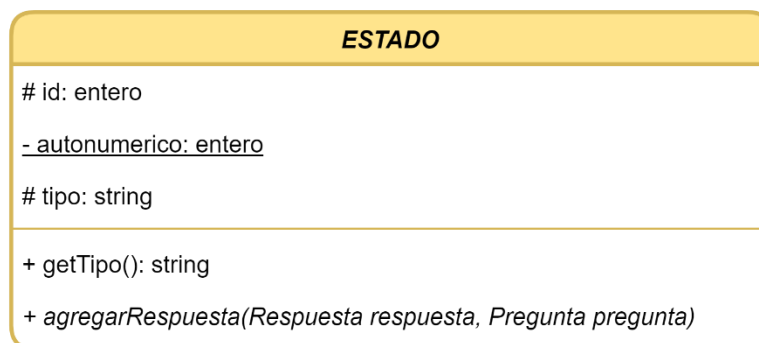 ESTADO
# id: entero
- autonumerico: entero
# tipo: string
+ getTipo(): string
+ agregarRespuesta(Respuesta respuesta, Pregunta pregunta)